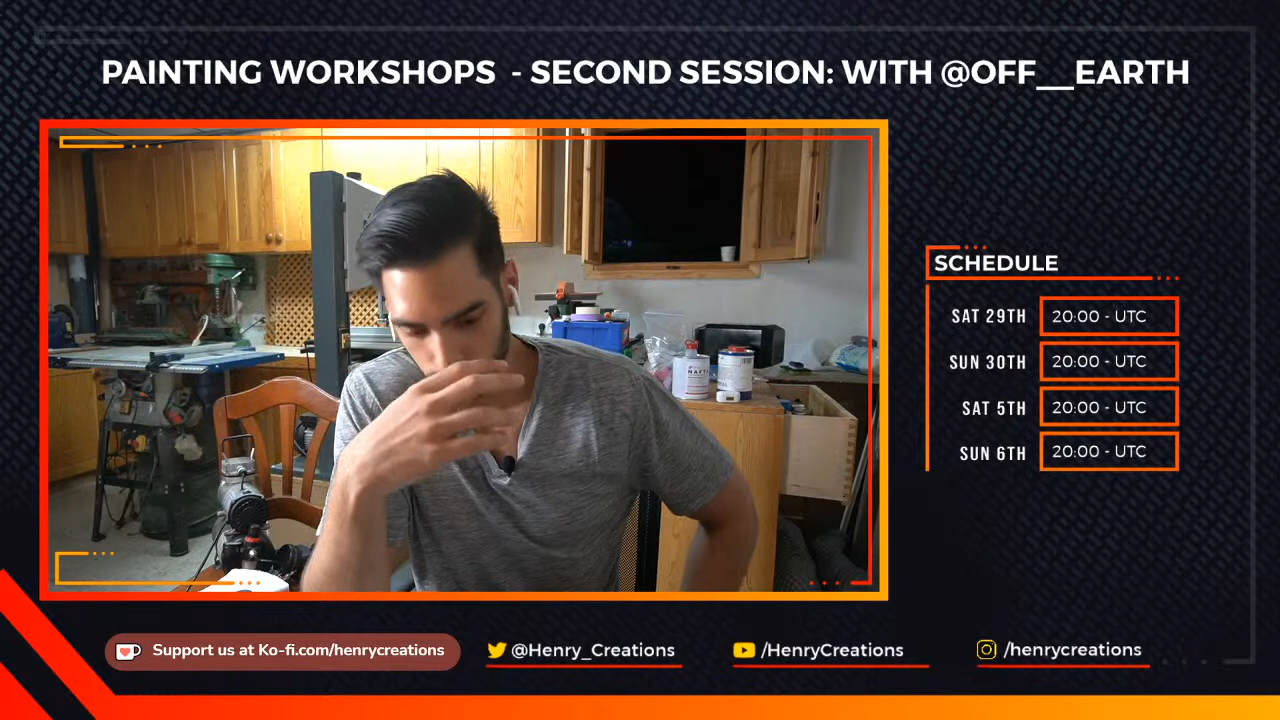 PAINTING WORKSHOPS - SECOND SESSION: WITH @OFF__EARTH
SCHEDULE
SAT 29TH 20:00 - UTC
SUN 30TH 20:00 - UTC
SAT 5TH 20:00 - UTC
SUN 6TH 20:00 - UTC
NAFTA
Support us at Ko-fi.com/henrycreations
@Henry_Creations
/HenryCreations
/henrycreations